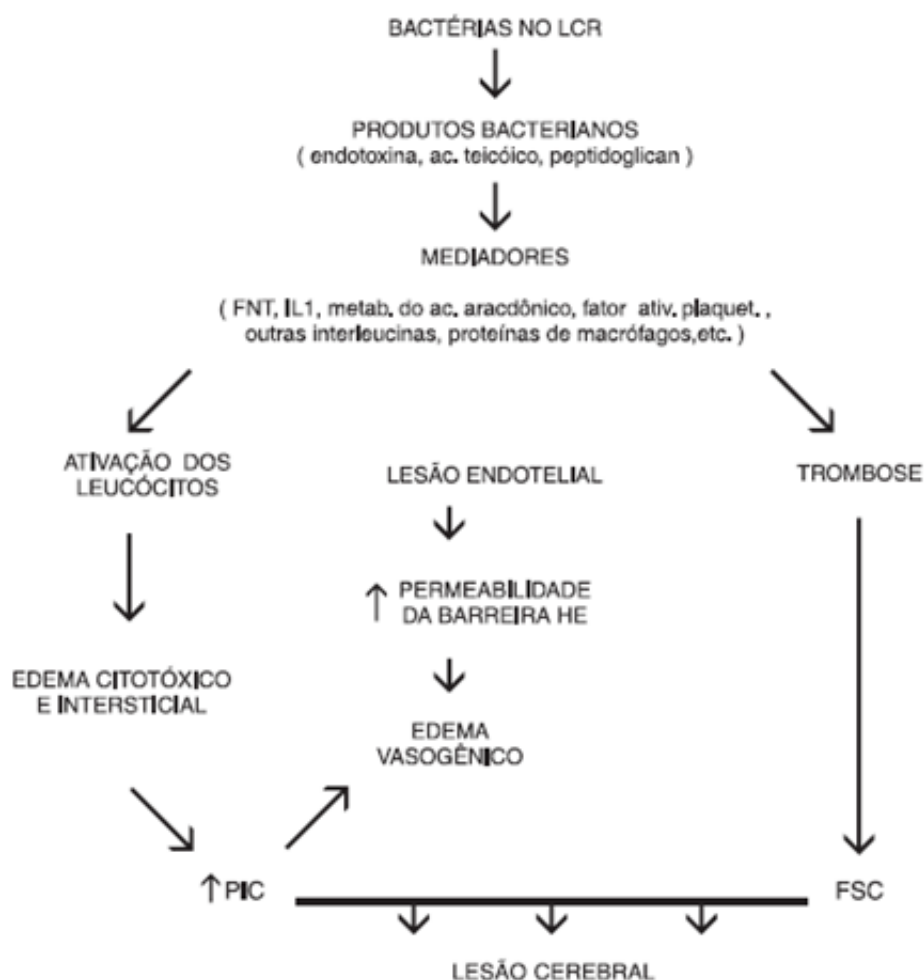 BACTÉRIAS NO LCR
PRODUTOS BACTERIANOS
( endotoxina, ac. teicóico, peptidoglican )
MEDIADORES
( FNT, IL1, metab. do ac. aracdônico, fator ativ. plaquet. ,
outras interleucinas, proteínas de macrófagos,etc. )
ATIVAÇÃO DOS
LEUCÓCITOS
LESÃO ENDOTELIAL
TROMBOSE
↑ PERMEABILIDADE
DA BARREIRA HE
EDEMA CITOTÓXICO
E INTERSTICIAL
EDEMA
VASOGÊNICO
↑ PIC
FSC
LESÃO CEREBRAL